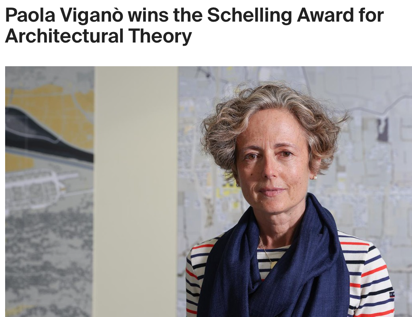 Paola Viganò wins the Schelling Award for
Architectural Theory